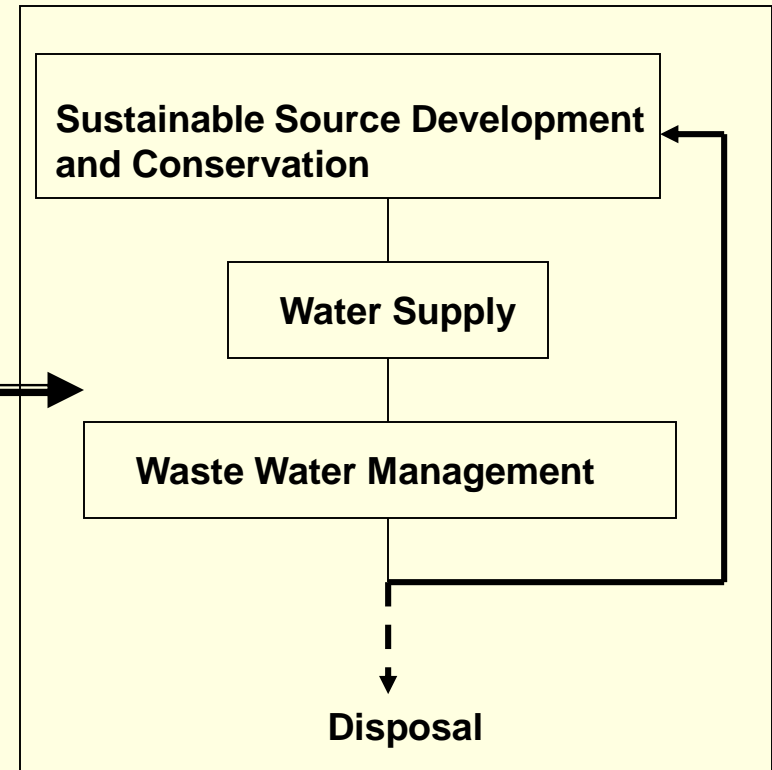 Sustainable Source Development
and Conservation
Water Supply
Waste Water Management
Disposal